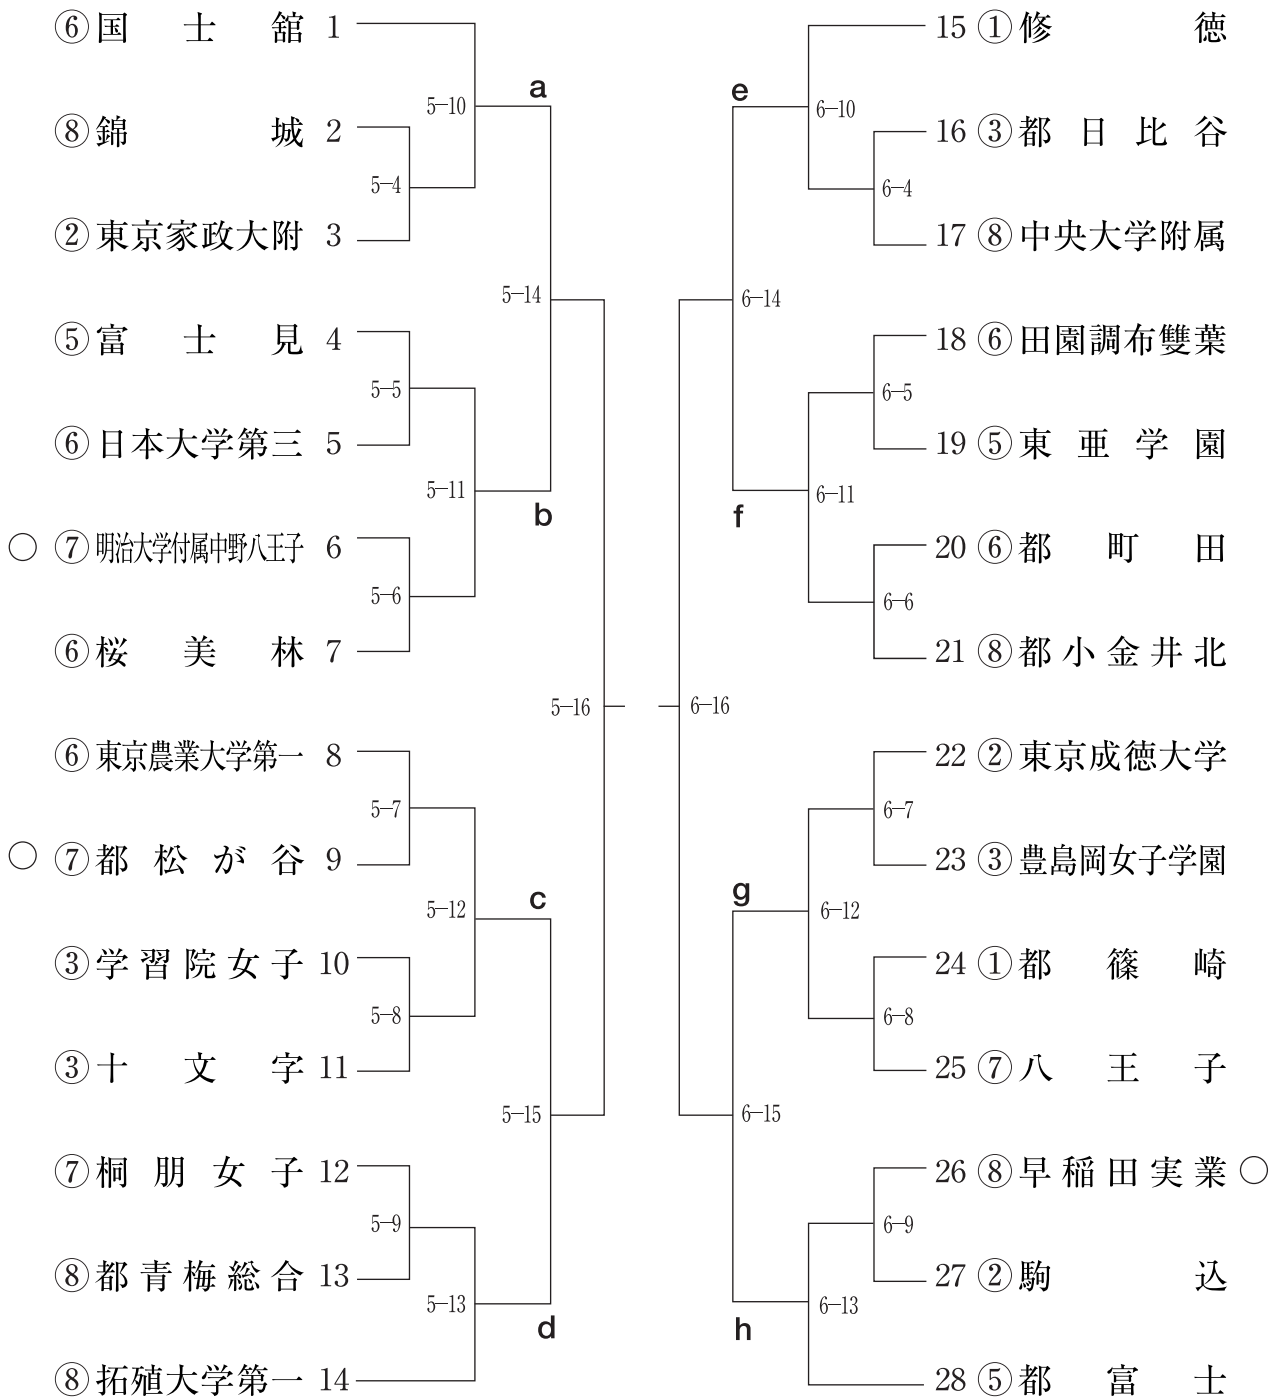 ⑥国士舘 1
5-10
a
⑧錦城 2
5-4
②東京家政大附 3
5-14
⑤富士見 4
5-5
⑥日本大学第三 5
5-11
b
○⑦明治大学付属中野八王子 6
5-6
⑥桜美林 7
5-16
⑥東京農業大学第一 8
5-7
○⑦都松が谷 9
c
5-12
③学習院女子 10
5-8
③十文字 11
5-15
⑦桐朋女子 12
5-9
⑧都青梅総合 13
5-13
d
⑧拓殖大学第一 14
15 ①修徳
e
6-10
16 ③都日比谷
6-4
17 ⑧中央大学附属
6-14
18 ⑥田園調布雙葉
6-5
19 ⑤東亜学園
6-11
f
20 ⑥都町田
6-6
21 ⑧都小金井北
6-16
22 ②東京成徳大学
6-7
23 ③豊島岡女子学園
g
6-12
24 ①都篠崎
6-8
25 ⑦八王子
6-15
26 ⑧早稲田実業○
6-9
27 ②駒込
6-13
h
28 ⑤都富士